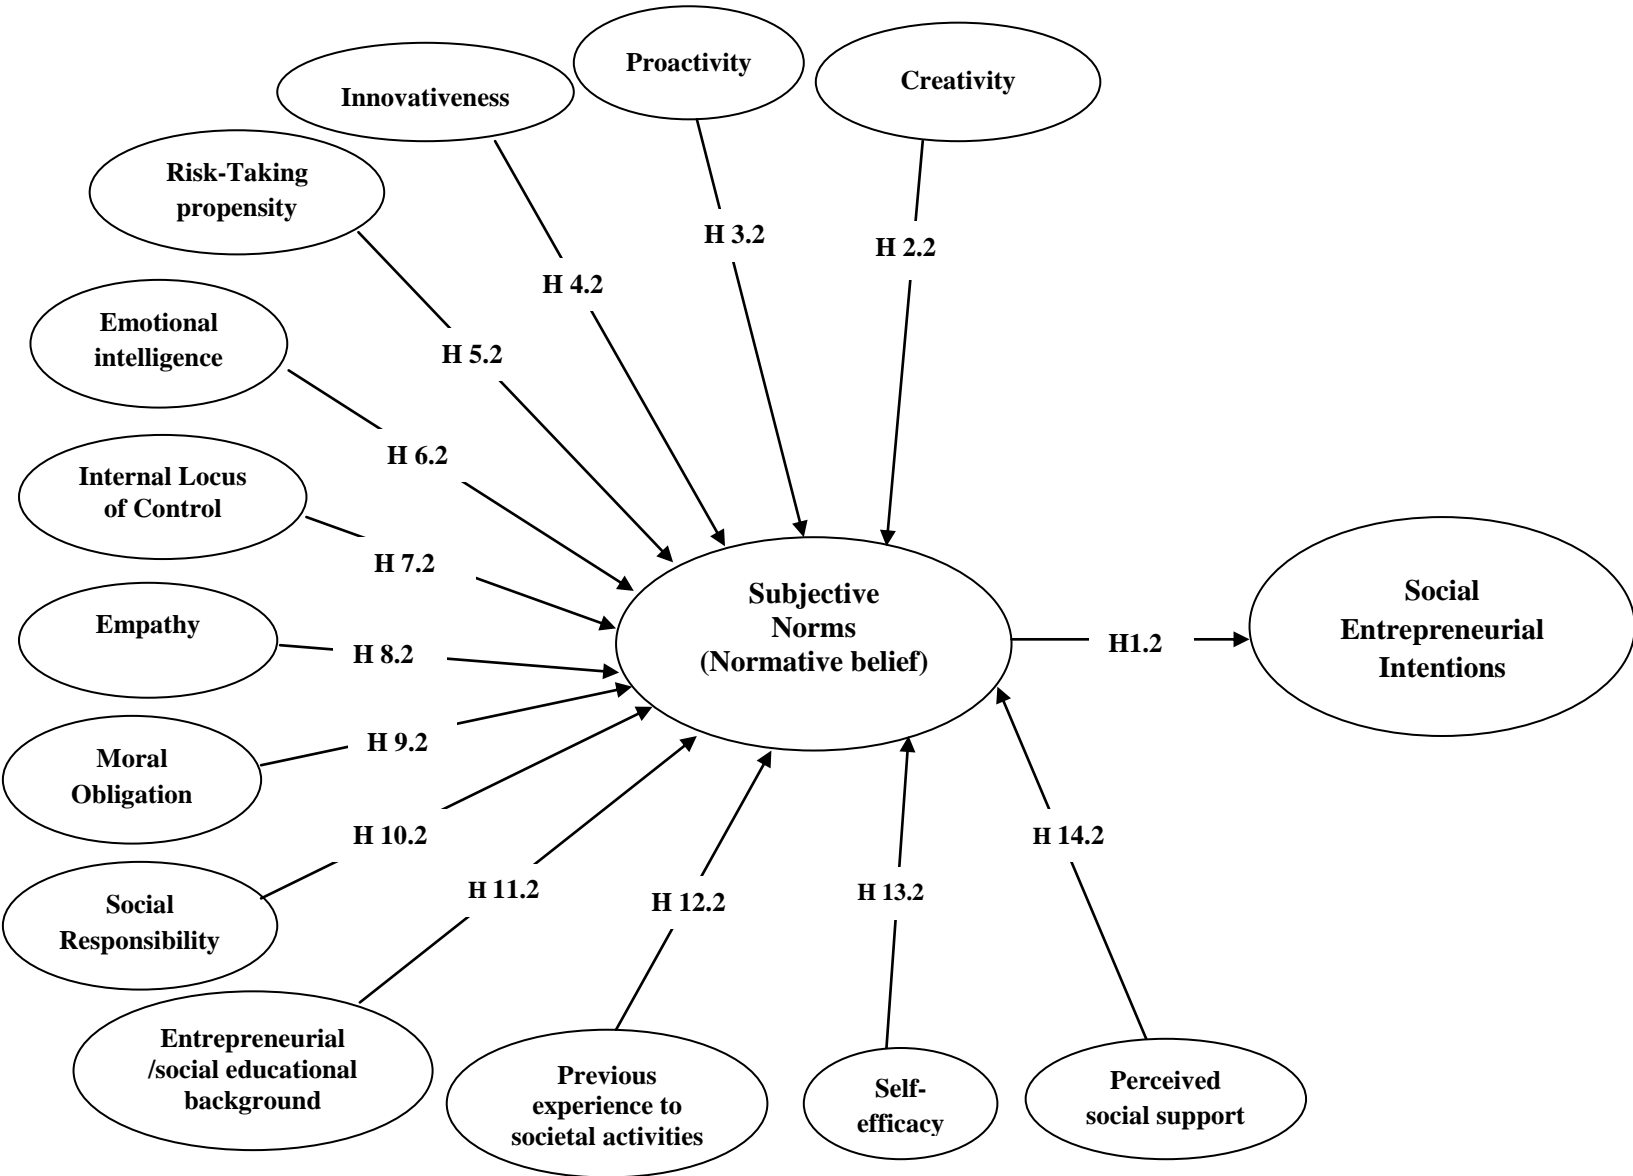 Proactivity
Creativity
Innovativeness
Risk-Taking
propensity
H 3.2
H 2.2
H 4.2
Emotional
intelligence
H 5.2
H 6.2
Internal Locus
of Control
H 7.2
Subjective
Norms
(Normative belief)
Social
Entrepreneurial
Intentions
Empathy
H 8.2
H1.2
H 9.2
Moral
Obligation
H 10.2
H 14.2
Social
Responsibility
H 11.2
H 12.2
H 13.2
Entrepreneurial
/social educational
background
Previous
experience to
societal activities
Self-
efficacy
Perceived
social support